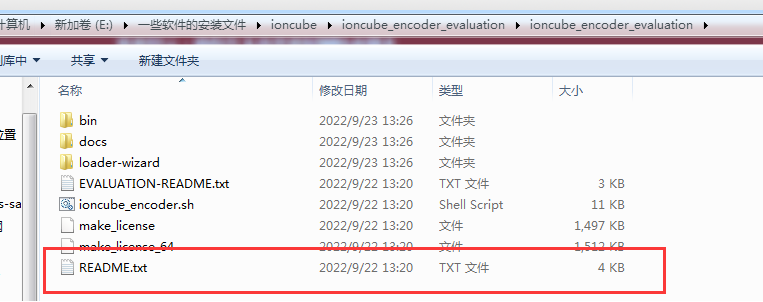 计算机 ▸ 新加卷 (E:) ▸ 一些软件的安装文件 ▸ ioncube ▸ ioncube_encoder_evaluation ▸ ioncube_encoder_evaluation ▸
库中 共享 新建文件夹
名称 修改日期 类型 大小
bin 2022/9/23 13:26 文件夹
docs 2022/9/23 13:26 文件夹
位置 loader-wizard 2022/9/23 13:26 文件夹
EVALUATION-README.txt 2022/9/22 13:20 TXT 文件 3 KB
s-sa ioncube_encoder.sh 2022/9/22 13:20 Shell Script 11 KB
make_license 2022/9/22 13:20 文件 1,497 KB
make_license_64 2022/9/22 13:20 文件 1,512 KB
README.txt 2022/9/22 13:20 TXT 文件 4 KB